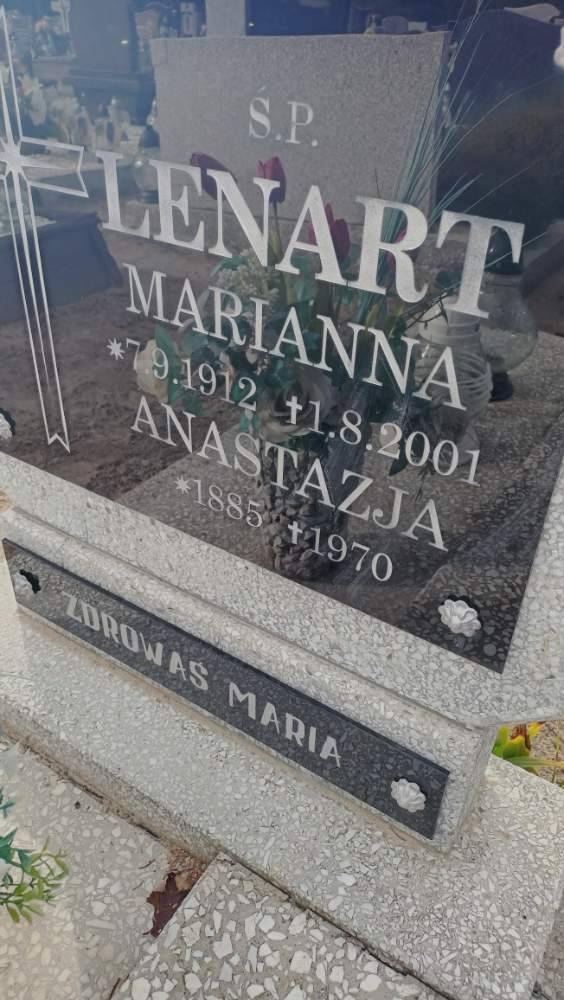 Ś.P.
LENART
MARIANNA
*7.9.1912 †1.8.2001
ANASTAZJA
*1885 †1970
ZDROWAŚ MARIA